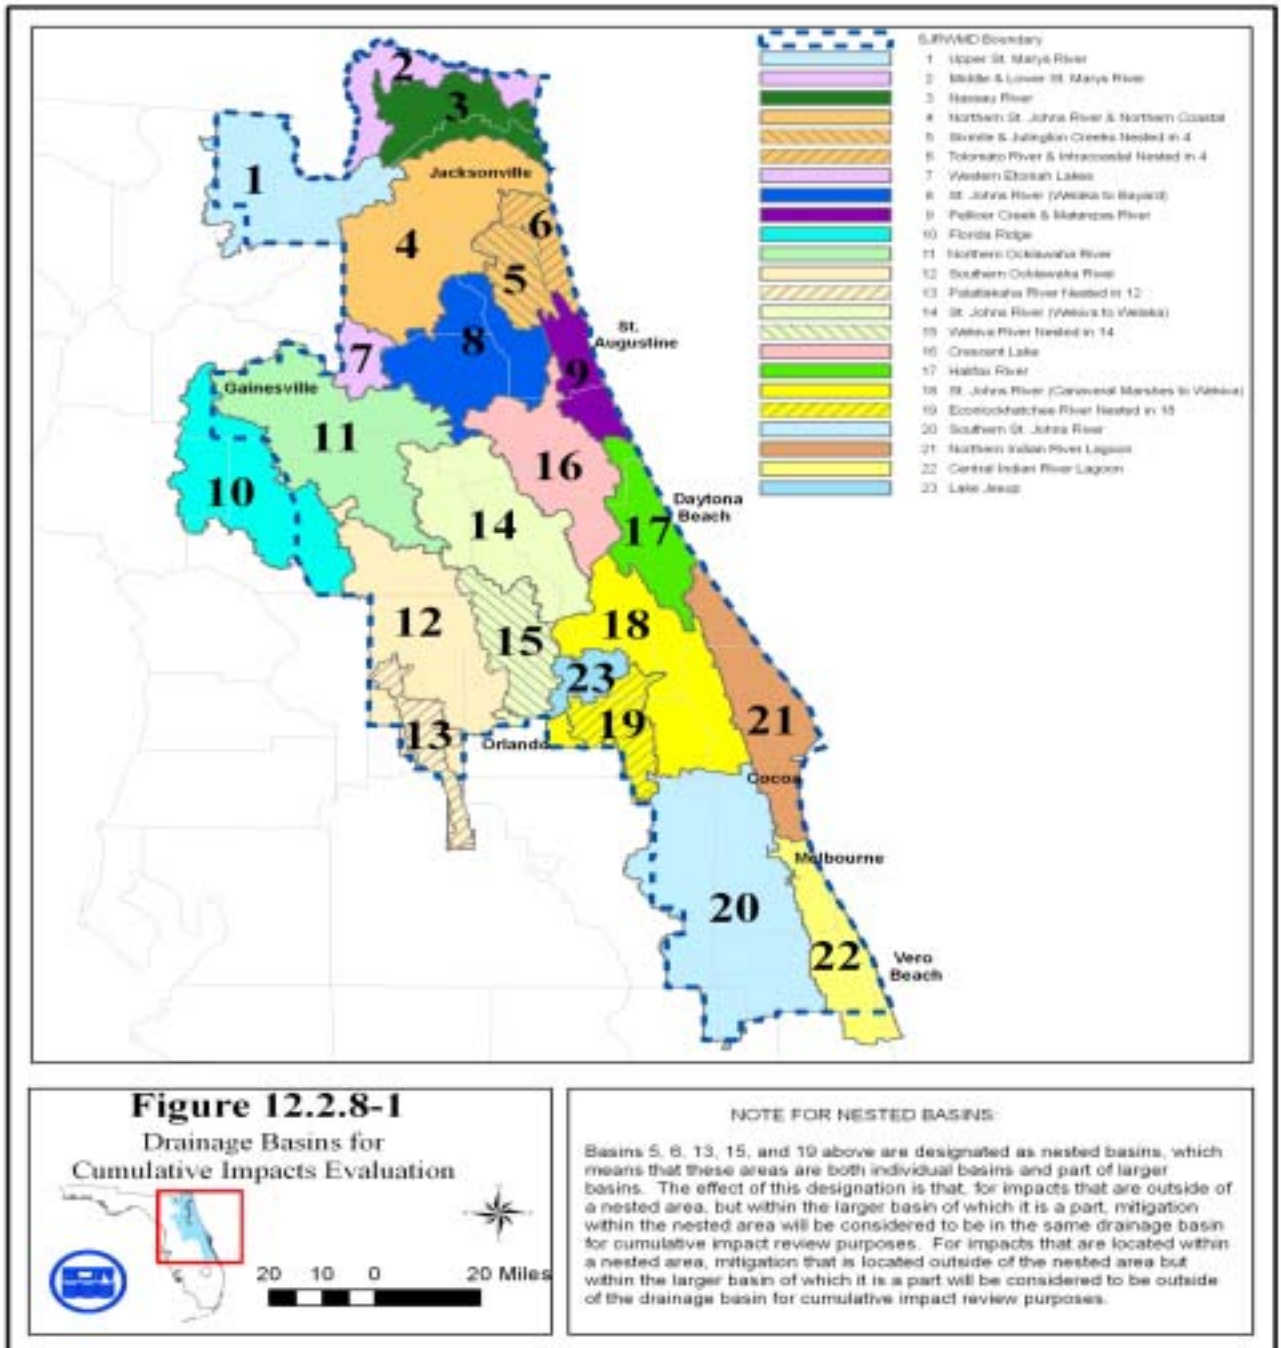 SJRWMD Boundary
1 Upper St. Marys River
2 Middle & Lower St. Marys River
3 Nassau River
4 Northern St. Johns River & Northern Coastal
5 & Julington Creeks Nested in 4
6 Tolomato River & Intracoastal Nested in 4
7 Western Etoniah Lakes
8 St. Johns River (Welaka to Bayard)
9 Pellicer Creek & Matanzas River
10 Florida Ridge
11 Northern Ocklawaha River
12 Southern Ocklawaha River
13 Palatlakaha River Nested in 12
14 St. Johns River (Wekiva to Welaka)
15 Wekiva River Nested in 14
16 Crescent Lake
17 Halifax River
18 St. Johns River (Canaveral Marshes to Wekiva)
19 Econlockhatchee River Nested in 18
20 Southern St. Johns River
21 Northern Indian River Lagoon
22 Central Indian River Lagoon
23 Lake Jesup
2
3
1
Jacksonville
6
4
5
St.
Augustine
8
7
9
Gainesville
11
16
10
Daytona
Beach
14
17
12
18
15
23
21
19
13
Orlando
Cocoa
Melbourne
20
22
Vero
Beach
Figure 12.2.8-1
Drainage Basins for
Cumulative Impacts Evaluation
20 10 0 20 Miles
NOTE FOR NESTED BASINS:
Basins 5, 6, 13, 15, and 19 above are designated as nested basins, which
means that these areas are both individual basins and part of larger
basins. The effect of this designation is that, for impacts that are outside of
a nested area, but within the larger basin of which it is a part, mitigation
within the nested area will be considered to be in the same drainage basin
for cumulative impact review purposes. For impacts that are located within
a nested area, mitigation that is located outside of the nested area but
within the larger basin of which it is a part will be considered to be outside
of the drainage basin for cumulative impact review purposes.